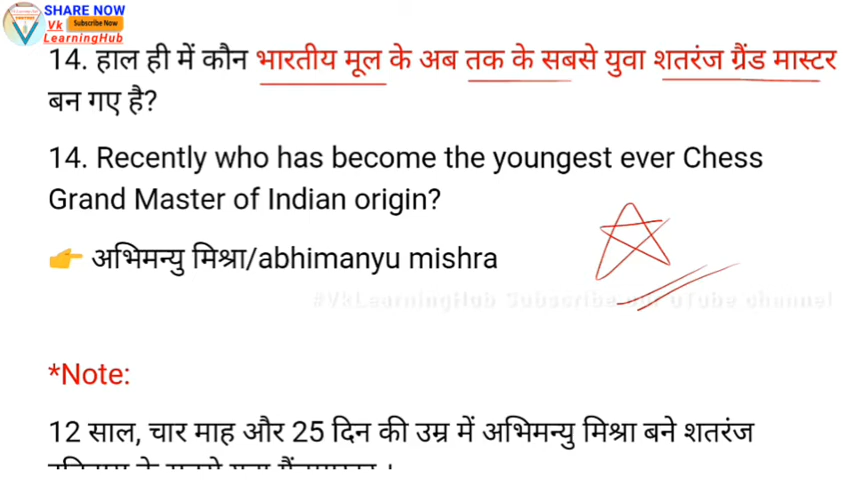 SHARE NOW
Vk
Subscribe Now
LearningHub
14. हाल ही में कौन भारतीय मूल के अब तक के सबसे युवा शतरंज ग्रैंड मास्टर
बन गए है?
14. Recently who has become the youngest ever Chess
Grand Master of Indian origin?
👉 अभिमन्यु मिश्रा/abhimanyu mishra
#VkLearningHub Subscribe uTube channel
*Note:
12 साल, चार माह और 25 दिन की उम्र में अभिमन्यु मिश्रा बने शतरंज